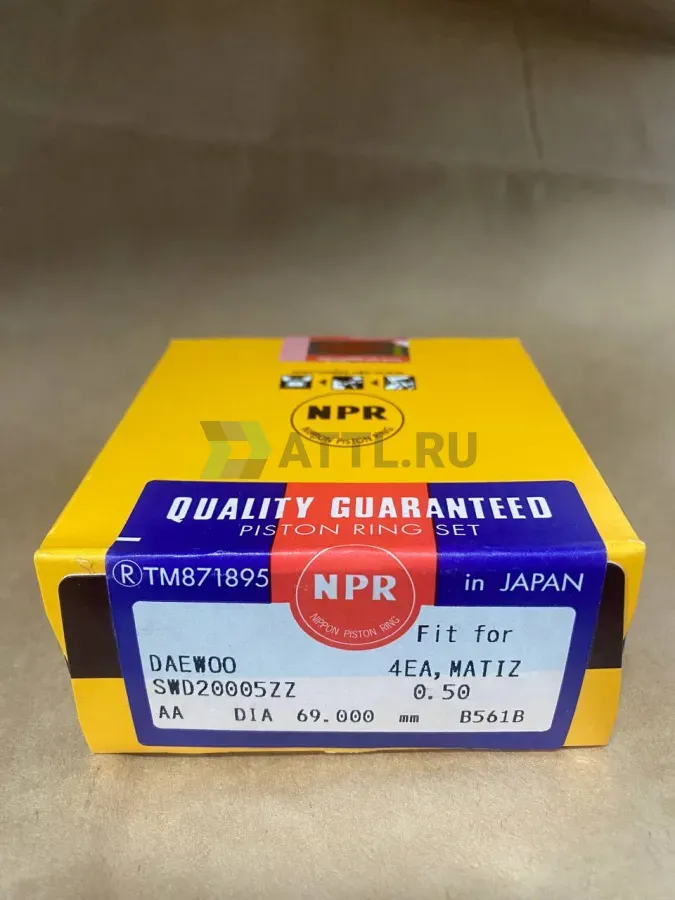 NPR
NIPPON PISTON RING
ATTL.RU
QUALITY GUARANTEED
PISTON RING SET
®TM871895
NPR
NIPPON PISTON RING
in JAPAN
Fit for
DAEWOO 4EA,MATIZ
SWD20005ZZ 0.50
AA DIA 69.000 mm B561B